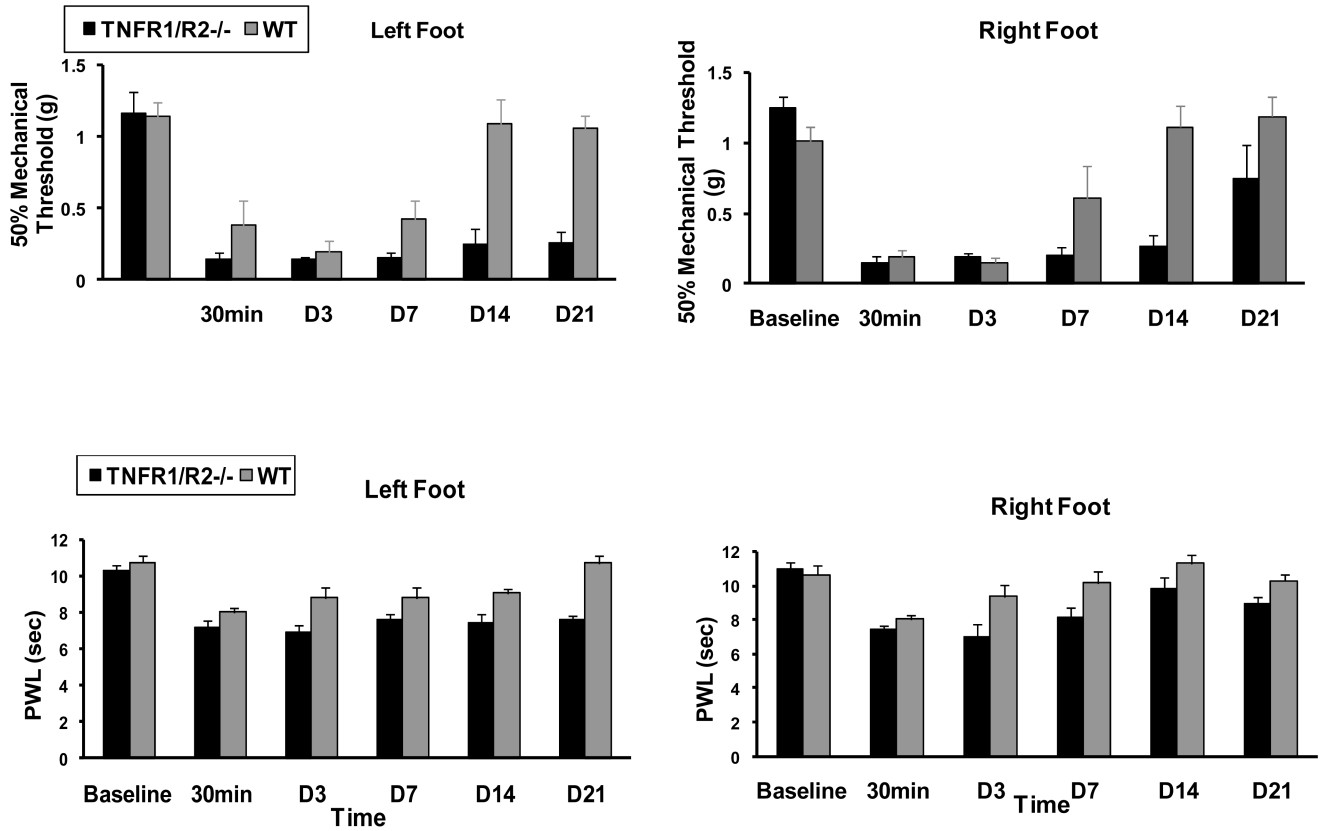 TNFR1/R2-/- WT
Left Foot
50% Mechanical
Threshold (g)
1.5
1
0.5
0
30min D3 D7 D14 D21
Right Foot
50% Mechanical Threshold
(g)
1.5
1
0.5
0
Baseline 30min D3 D7 D14 D21
TNFR1/R2-/- WT
Left Foot
PWL (sec)
12
10
8
6
4
2
0
Baseline 30min D3 D7 D14 D21
Time
Right Foot
PWL (sec)
12
10
8
6
4
2
0
Baseline 30min D3 D7 D14 D21
Time